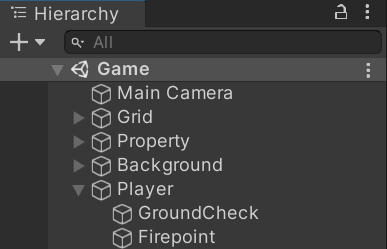 Hierarchy
All
Game
Main Camera
Grid
Property
Background
Player
GroundCheck
Firepoint